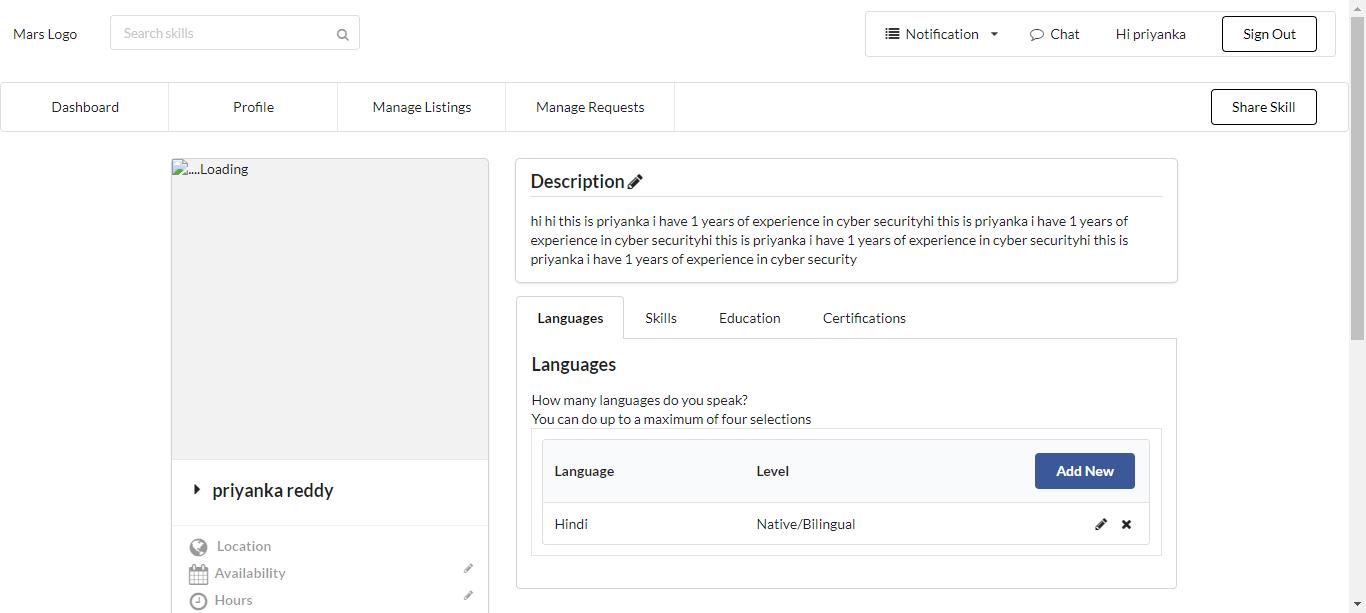 Mars Logo
Search skills
Notification
Chat
Hi priyanka
Sign Out
Dashboard
Profile
Manage Listings
Manage Requests
Share Skill
....Loading
priyanka reddy
Location
Availability
Hours
Description
hi hi this is priyanka i have 1 years of experience in cyber securityhi this is priyanka i have 1 years of
experience in cyber securityhi this is priyanka i have 1 years of experience in cyber securityhi this is
priyanka i have 1 years of experience in cyber security
Languages
Skills
Education
Certifications
Languages
How many languages do you speak?
You can do up to a maximum of four selections
Language
Level
Add New
Hindi
Native/Bilingual